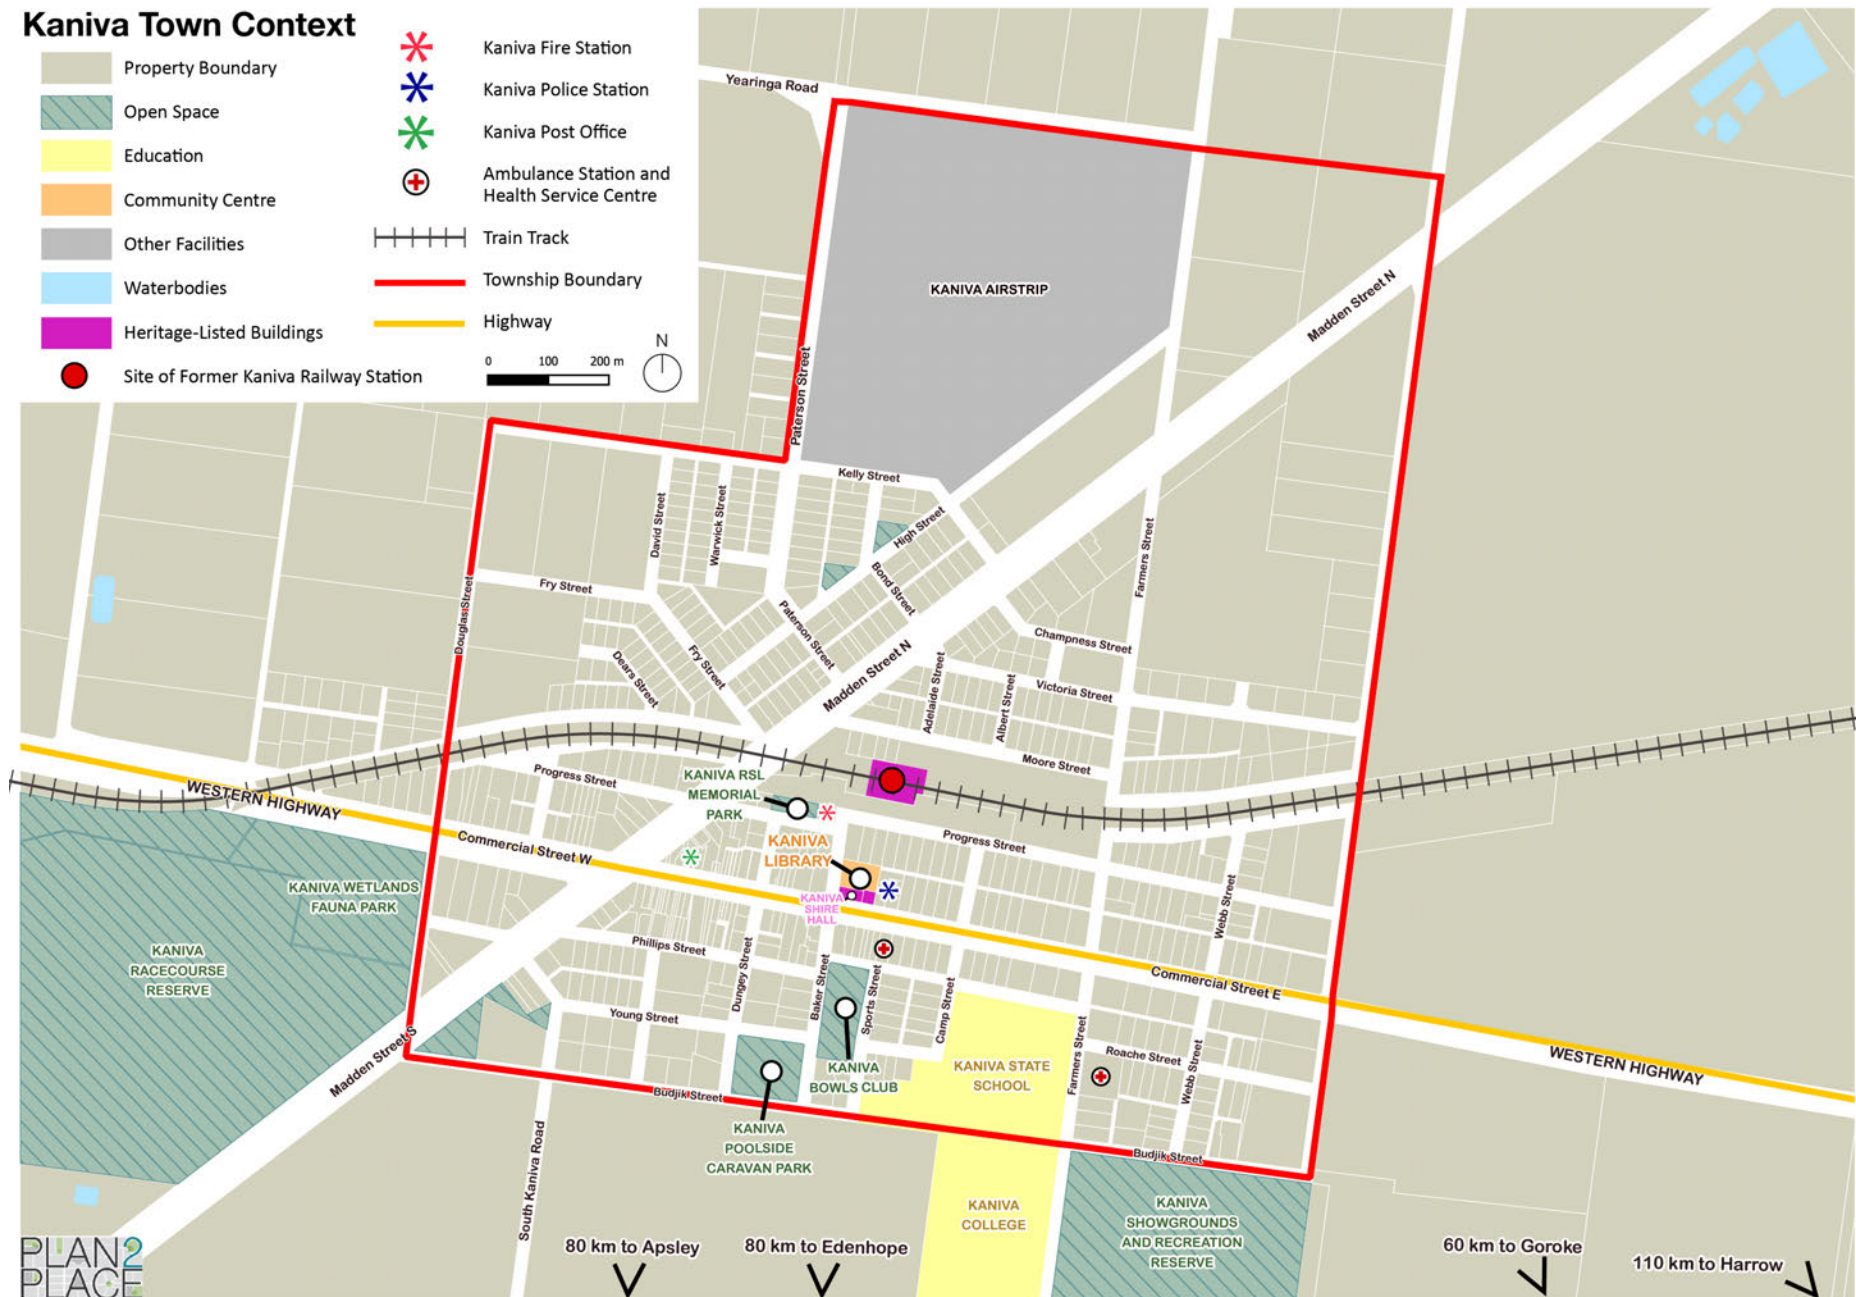 Kaniva Town Context
Property Boundary
Open Space
Education
Community Centre
Other Facilities
Waterbodies
Heritage-Listed Buildings
Site of Former Kaniva Railway Station
Kaniva Fire Station
Kaniva Police Station
Kaniva Post Office
Ambulance Station and
Health Service Centre
Train Track
Township Boundary
Highway
0 100 200 m
N
Yearinga Road
KANIVA AIRSTRIP
Madden Street N
Paterson Street
Kelly Street
High Street
David Street
Warwick Street
Bond Street
Farmers Street
Fry Street
Douglas Street
Paterson Street
Champness Street
Dears Street
Fry Street
Madden Street N
Adelaide Street
Albert Street
Victoria Street
Moore Street
Progress Street
KANIVA RSL
MEMORIAL
PARK
WESTERN HIGHWAY
Commercial Street W
KANIVA
LIBRARY
Progress Street
KANIVA WETLANDS
FAUNA PARK
KANIVA
SHIRE
HALL
Webb Street
KANIVA
RACECOURSE
RESERVE
Phillips Street
Dungey Street
Baker Street
Sports Street
Camp Street
Commercial Street E
Young Street
Madden Street S
KANIVA
BOWLS CLUB
KANIVA STATE
SCHOOL
Farmers Street
Roache Street
Webb Street
WESTERN HIGHWAY
Budjik Street
KANIVA
POOLSIDE
CARAVAN PARK
Budjik Street
South Kaniva Road
KANIVA
COLLEGE
KANIVA
SHOWGROUNDS
AND RECREATION
RESERVE
PLAN2
PLACE
80 km to Apsley
80 km to Edenhope
60 km to Goroke
110 km to Harrow